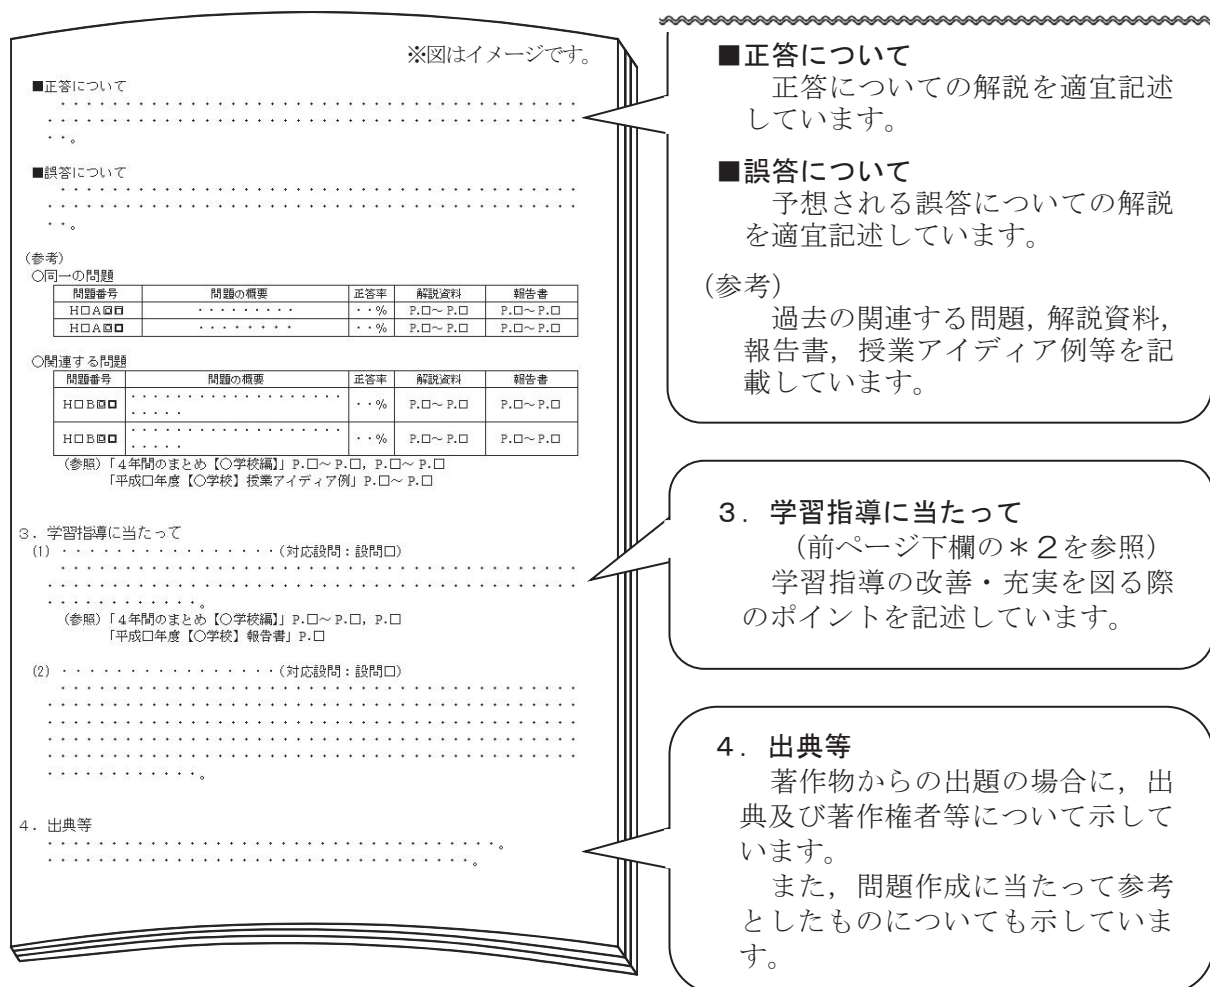 ※図はイメージです。
■正答について
・・・・・・・・・・・・・・・・・・・・・・・・・・・・・・・・・・・・・・・
・・・・・・・・・・・・・・・・・・・・・・・・・・・・・・・・・・・・・・・・
・・。
■誤答について
・・・・・・・・・・・・・・・・・・・・・・・・・・・・・・・・・・・・・・・
・・・・・・・・・・・・・・・・・・・・・・・・・・・・・・・・・・・・・・・・
・・。
(参考)
○同一の問題
問題番号 問題の概要 正答率 解説資料 報告書
H□A回日 ・・・・・・・・・ ・・% P.□～P.□ P.□～P.□
H□A回□ ・・・・・・・・ ・・% P.□～P.□ P.□～P.□
○関連する問題
問題番号 問題の概要 正答率 解説資料 報告書
H□B回□ ・・・・・・・・・・・・・・・・・・・ ・・% P.□～P.□ P.□～P.□
・・・・・
H□B回□ ・・・・・・・・・・・・・・・・・・・ ・・% P.□～P.□ P.□～P.□
・・・・・
(参照)「4年間のまとめ【○学校編】」P.□～P.□, P.□～P.□
「平成□年度【○学校】授業アイディア例」P.□～P.□
3. 学習指導に当たって
(1) ・・・・・・・・・・・・・・・・(対応設問:設問□)
・・・・・・・・・・・・・・・・・・・・・・・・・・・・・・・・・・・・・・・
・・・・・・・・・・・・・・・・・・・・・・・・・・・・・・・・・・・・・・・・
・・・・・・・・・・・・。
(参照)「4年間のまとめ【○学校編】」P.□～P.□, P.□
「平成□年度【○学校】報告書」P.□
(2) ・・・・・・・・・・・・・・・・(対応設問:設問□)
・・・・・・・・・・・・・・・・・・・・・・・・・・・・・・・・・・・・・・・
・・・・・・・・・・・・・・・・・・・・・・・・・・・・・・・・・・・・・・・・
・・・・・・・・・・・・・・・・・・・・・・・・・・・・・・・・・・・・・・・・
・・・・・・・・・・・・・・・・・・・・・・・・・・・・・・・・・・・・・・・・
・・・・・・・・・・・・・・・・・・・・・・・・・・・・・・・・・・・・・・・・
・・・・・・・・・・・・。
4. 出典等
・・・・・・・・・・・・・・・・・・・・・・・・・・・・・・・・・・。
・・・・・・・・・・・・・・・・・・・・・・・・・・・・・・・・。
■正答について
正答についての解説を適宜記述
しています。
■誤答について
予想される誤答についての解説
を適宜記述しています。
(参考)
過去の関連する問題,解説資料,
報告書,授業アイディア例等を記
載しています。
3. 学習指導に当たって
(前ページ下欄の＊2を参照)
学習指導の改善・充実を図る際
のポイントを記述しています。
4. 出典等
著作物からの出題の場合に,出
典及び著作権者等について示して
います。
また,問題作成に当たって参考
としたものについても示していま
す。